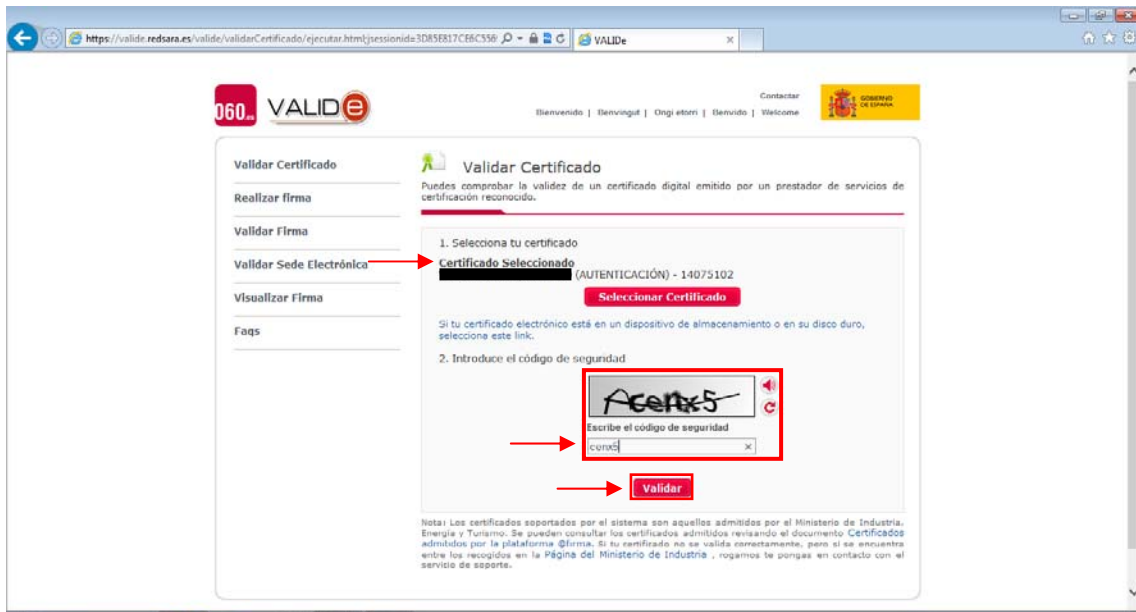 https://valide.redsara.es/valide/validarCertificado/ejecutar.html;jsessionid=3D85E817CE6C556
VALIDe
060.es
VALIDe
Contactar
Bienvenido | Benvingut | Ongi etorri | Benvido | Welcome
GOBIERNO
DE ESPAÑA
Validar Certificado
Realizar firma
Validar Firma
Validar Sede Electrónica
Visualizar Firma
Faqs
Validar Certificado
Puedes comprobar la validez de un certificado digital emitido por un prestador de servicios de
certificación reconocido.
1. Selecciona tu certificado
Certificado Seleccionado
(AUTENTICACIÓN) - 14075102
Seleccionar Certificado
Si tu certificado electrónico está en un dispositivo de almacenamiento o en su disco duro,
selecciona este link.
2. Introduce el código de seguridad
Acenx5
Escribe el código de seguridad
cenx5
Validar
Nota: Los certificados soportados por el sistema son aquellos admitidos por el Ministerio de Industria,
Energía y Turismo. Se pueden consultar los certificados admitidos revisando el documento Certificados
admitidos por la plataforma @firma. Si tu certificado no se valida correctamente, pero si se encuentra
entre los recogidos en la Página del Ministerio de Industria , rogamos te pongas en contacto con el
servicio de soporte.